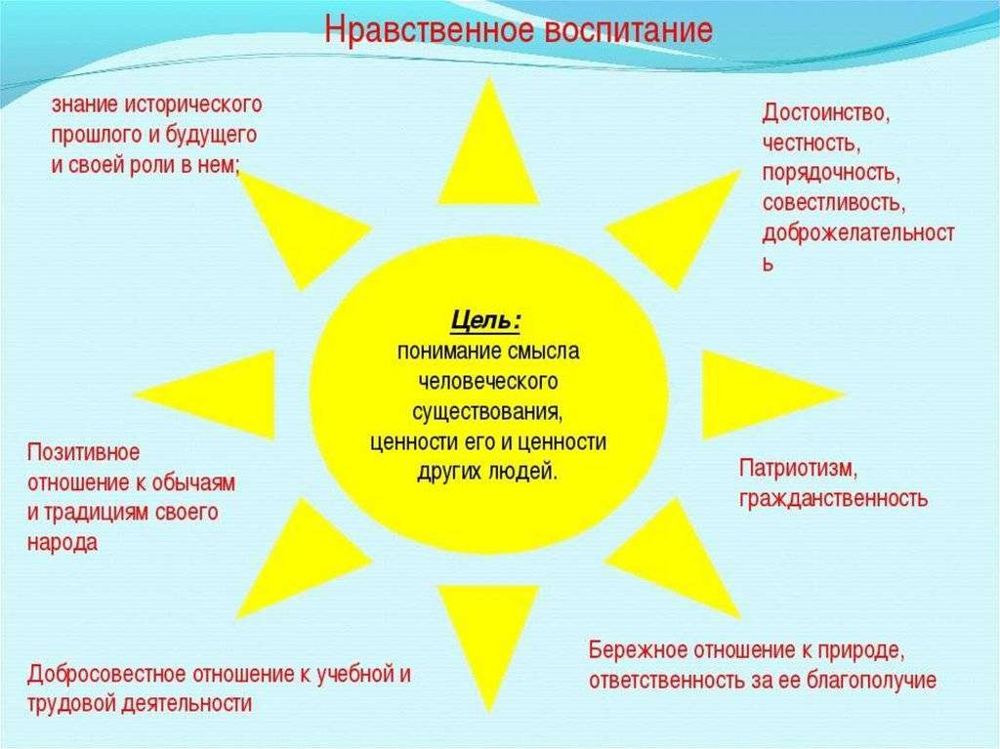 Нравственное воспитание
знание исторического
прошлого и будущего
и своей роли в нем;
Достоинство,
честность,
порядочность,
совестливость,
доброжелательност
ь
Цель:
понимание смысла
человеческого
существования,
ценности его и ценности
других людей.
Позитивное
отношение к обычаям
и традициям своего
народа
Патриотизм,
гражданственность
Добросовестное отношение к учебной и
трудовой деятельности
Бережное отношение к природе,
ответственность за ее благополучие